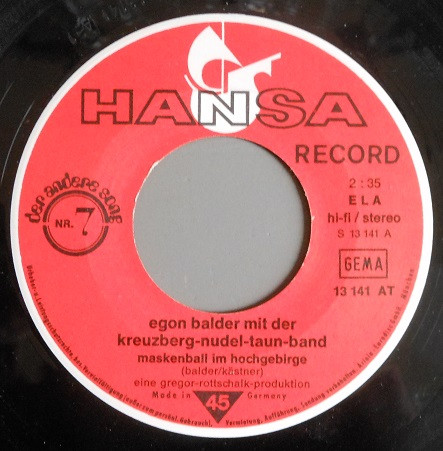 HANSA
RECORD
der andere song
NR. 7
2:35
ELA
hi-fi / stereo
S 13 141 A
GEMA
13 141 AT
egon balder mit der
kreuzberg-nudel-taun-band
maskenball im hochgebirge
(balder/kästner)
eine gregor-rottschalk-produktion
Made in Germany
45